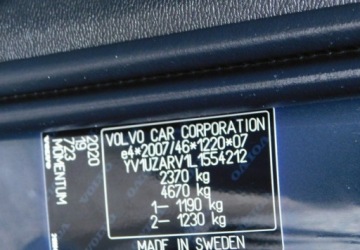 VOLVO CAR CORPORATION
e4*2007/46*1220*07
YV1UZARV1L1554212
2370 kg
4670 kg
1– 1190 kg
2– 1230 kg
MADE IN SWEDEN
2020
723
MOMENTUM
VOLVO